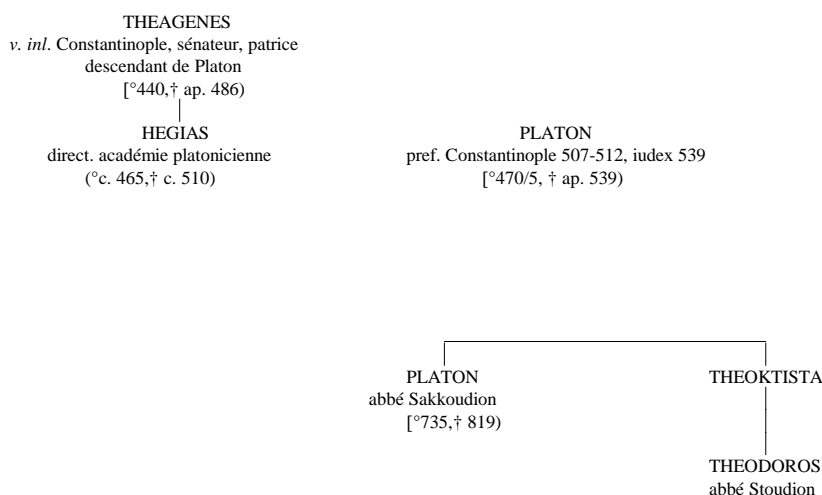 THEAGENES
v. inl. Constantinople, sénateur, patrice
descendant de Platon
[°440,† ap. 486)
HEGIAS
direct. académie platonicienne
(°c. 465,† c. 510)
PLATON
pref. Constantinople 507-512, iudex 539
[°470/5, † ap. 539)
PLATON
abbé Sakkoudion
[°735,† 819)
THEOKTISTA
THEODOROS
abbé Stoudion